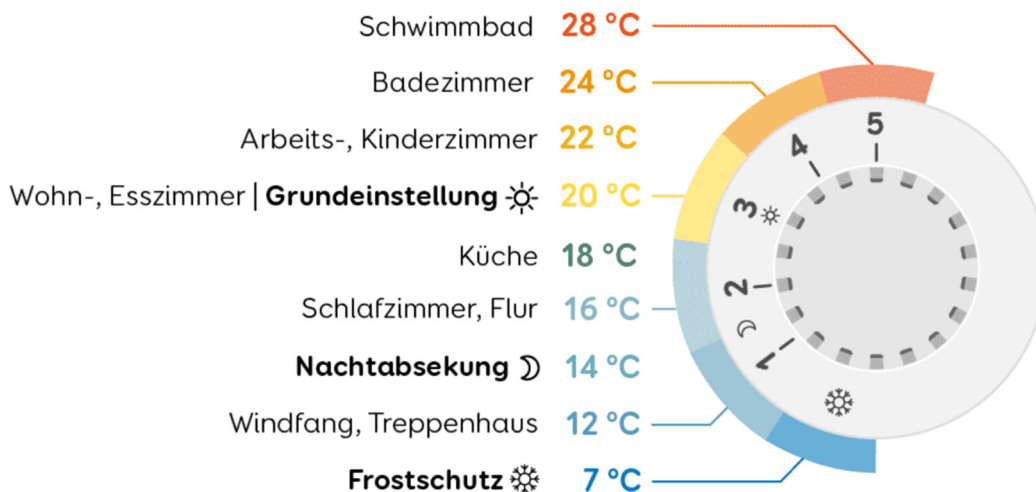 Schwimmbad 28 °C
Badezimmer 24 °C
Arbeits-, Kinderzimmer 22 °C
Wohn-, Esszimmer | Grundeinstellung 20 °C
Küche 18 °C
Schlafzimmer, Flur 16 °C
Nachtabsekung 14 °C
Windfang, Treppenhaus 12 °C
Frostschutz 7 °C
5
4
3
2
1